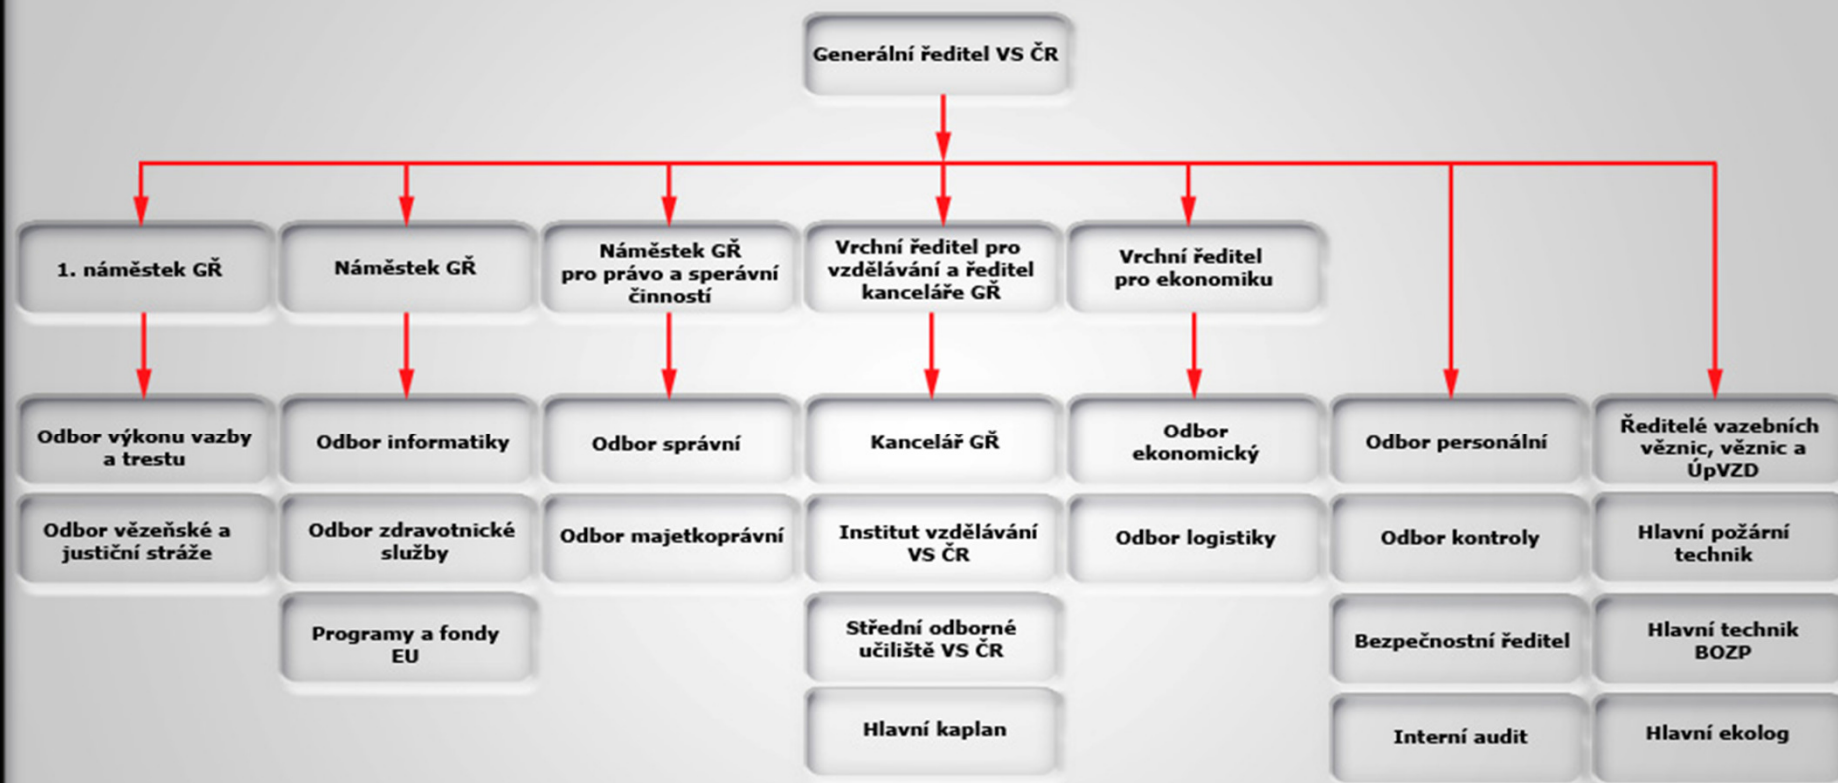 Generální ředitel VS ČR
1. náměstek GŘ
Náměstek GŘ
Náměstek GŘ
pro právo a sperávní
činností
Vrchní ředitel pro
vzdělávání a ředitel
kanceláře GŘ
Vrchní ředitel
pro ekonomiku
Odbor výkonu vazby
a trestu
Odbor informatiky
Odbor správní
Kancelář GŘ
Odbor
ekonomický
Odbor personální
Ředitelé vazebních
věznic, věznic a
ÚpVZD
Odbor vězeňské a
justiční stráže
Odbor zdravotnické
služby
Odbor majetkoprávní
Institut vzdělávání
VS ČR
Odbor logistiky
Odbor kontroly
Hlavní požární
technik
Programy a fondy
EU
Střední odborné
učiliště VS ČR
Bezpečnostní ředitel
Hlavní technik
BOZP
Hlavní kaplan
Interní audit
Hlavní ekolog